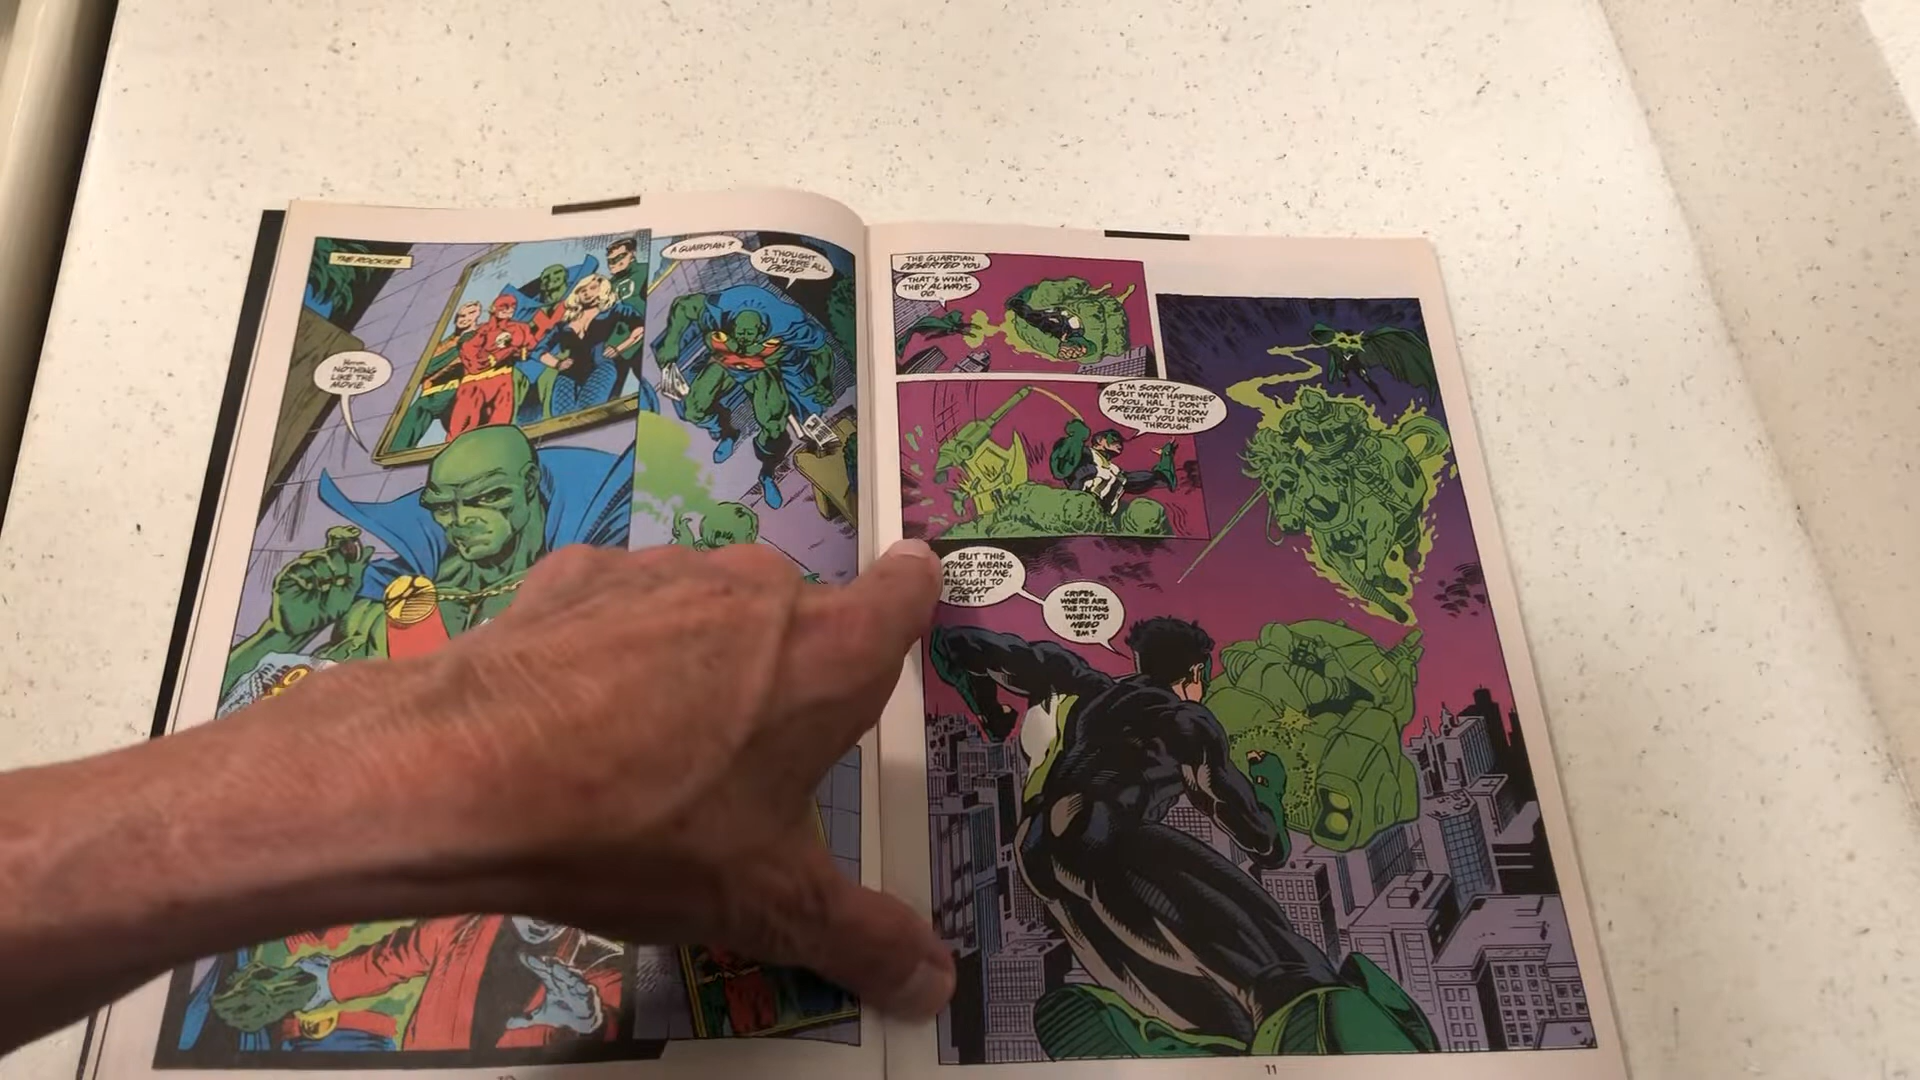 THE ROCKIES
Hmm.
NOTHING
LIKE THE
MOVIE.
A GUARDIAN?
I THOUGHT
YOU WERE ALL
DEAD.
THE GUARDIAN
DESERTED YOU.
THAT'S WHAT
THEY ALWAYS
DO.
I'M SORRY
ABOUT WHAT HAPPENED
TO YOU, HAL. I DON'T
PRETEND TO KNOW
WHAT YOU WENT
THROUGH.
BUT THIS
RING MEANS
A LOT TO ME,
ENOUGH TO
FIGHT
FOR IT.
CRIPES.
WHERE ARE
THE TITANS
WHEN YOU
NEED
'EM?
11